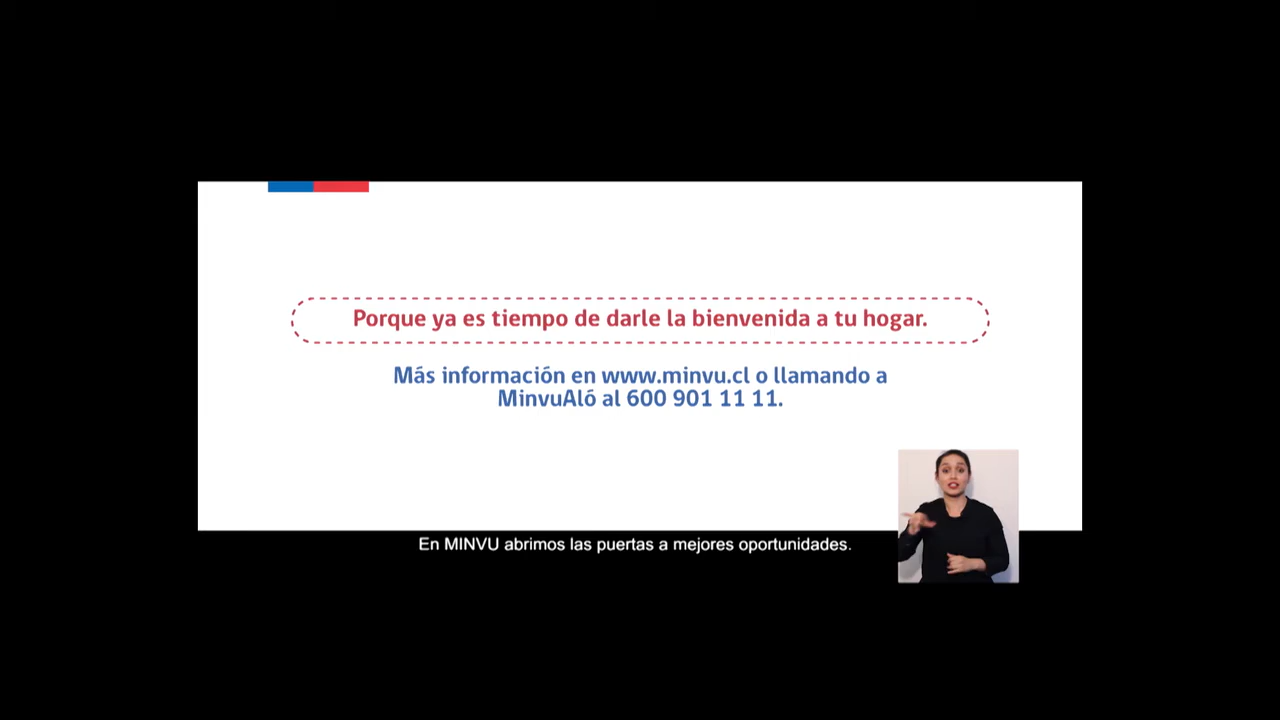 Porque ya es tiempo de darle la bienvenida a tu hogar.
Más información en www.minvu.cl o llamando a
MinvuAló al 600 901 11 11.
En MINVU abrimos las puertas a mejores oportunidades.